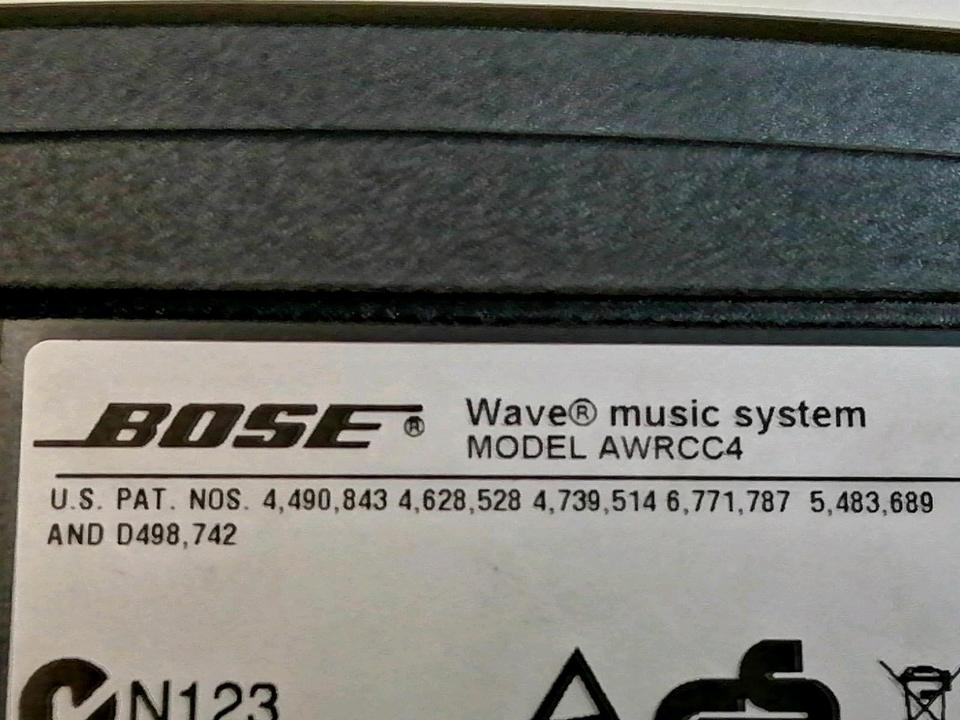 BOSE® Wave® music system
MODEL AWRCC4
U.S. PAT. NOS. 4,490,843 4,628,528 4,739,514 6,771,787 5,483,689
AND D498,742
N123